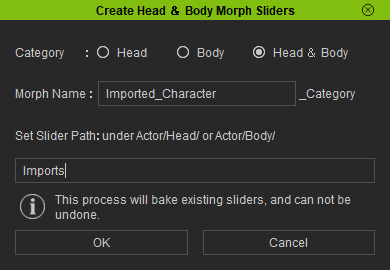 Create Head & Body Morph Sliders
Category : Head Body Head & Body
Morph Name : Imported_Character _Category
Set Slider Path: under Actor/Head/ or Actor/Body/
Imports
This process will bake existing sliders, and can not be
undone.
OK Cancel